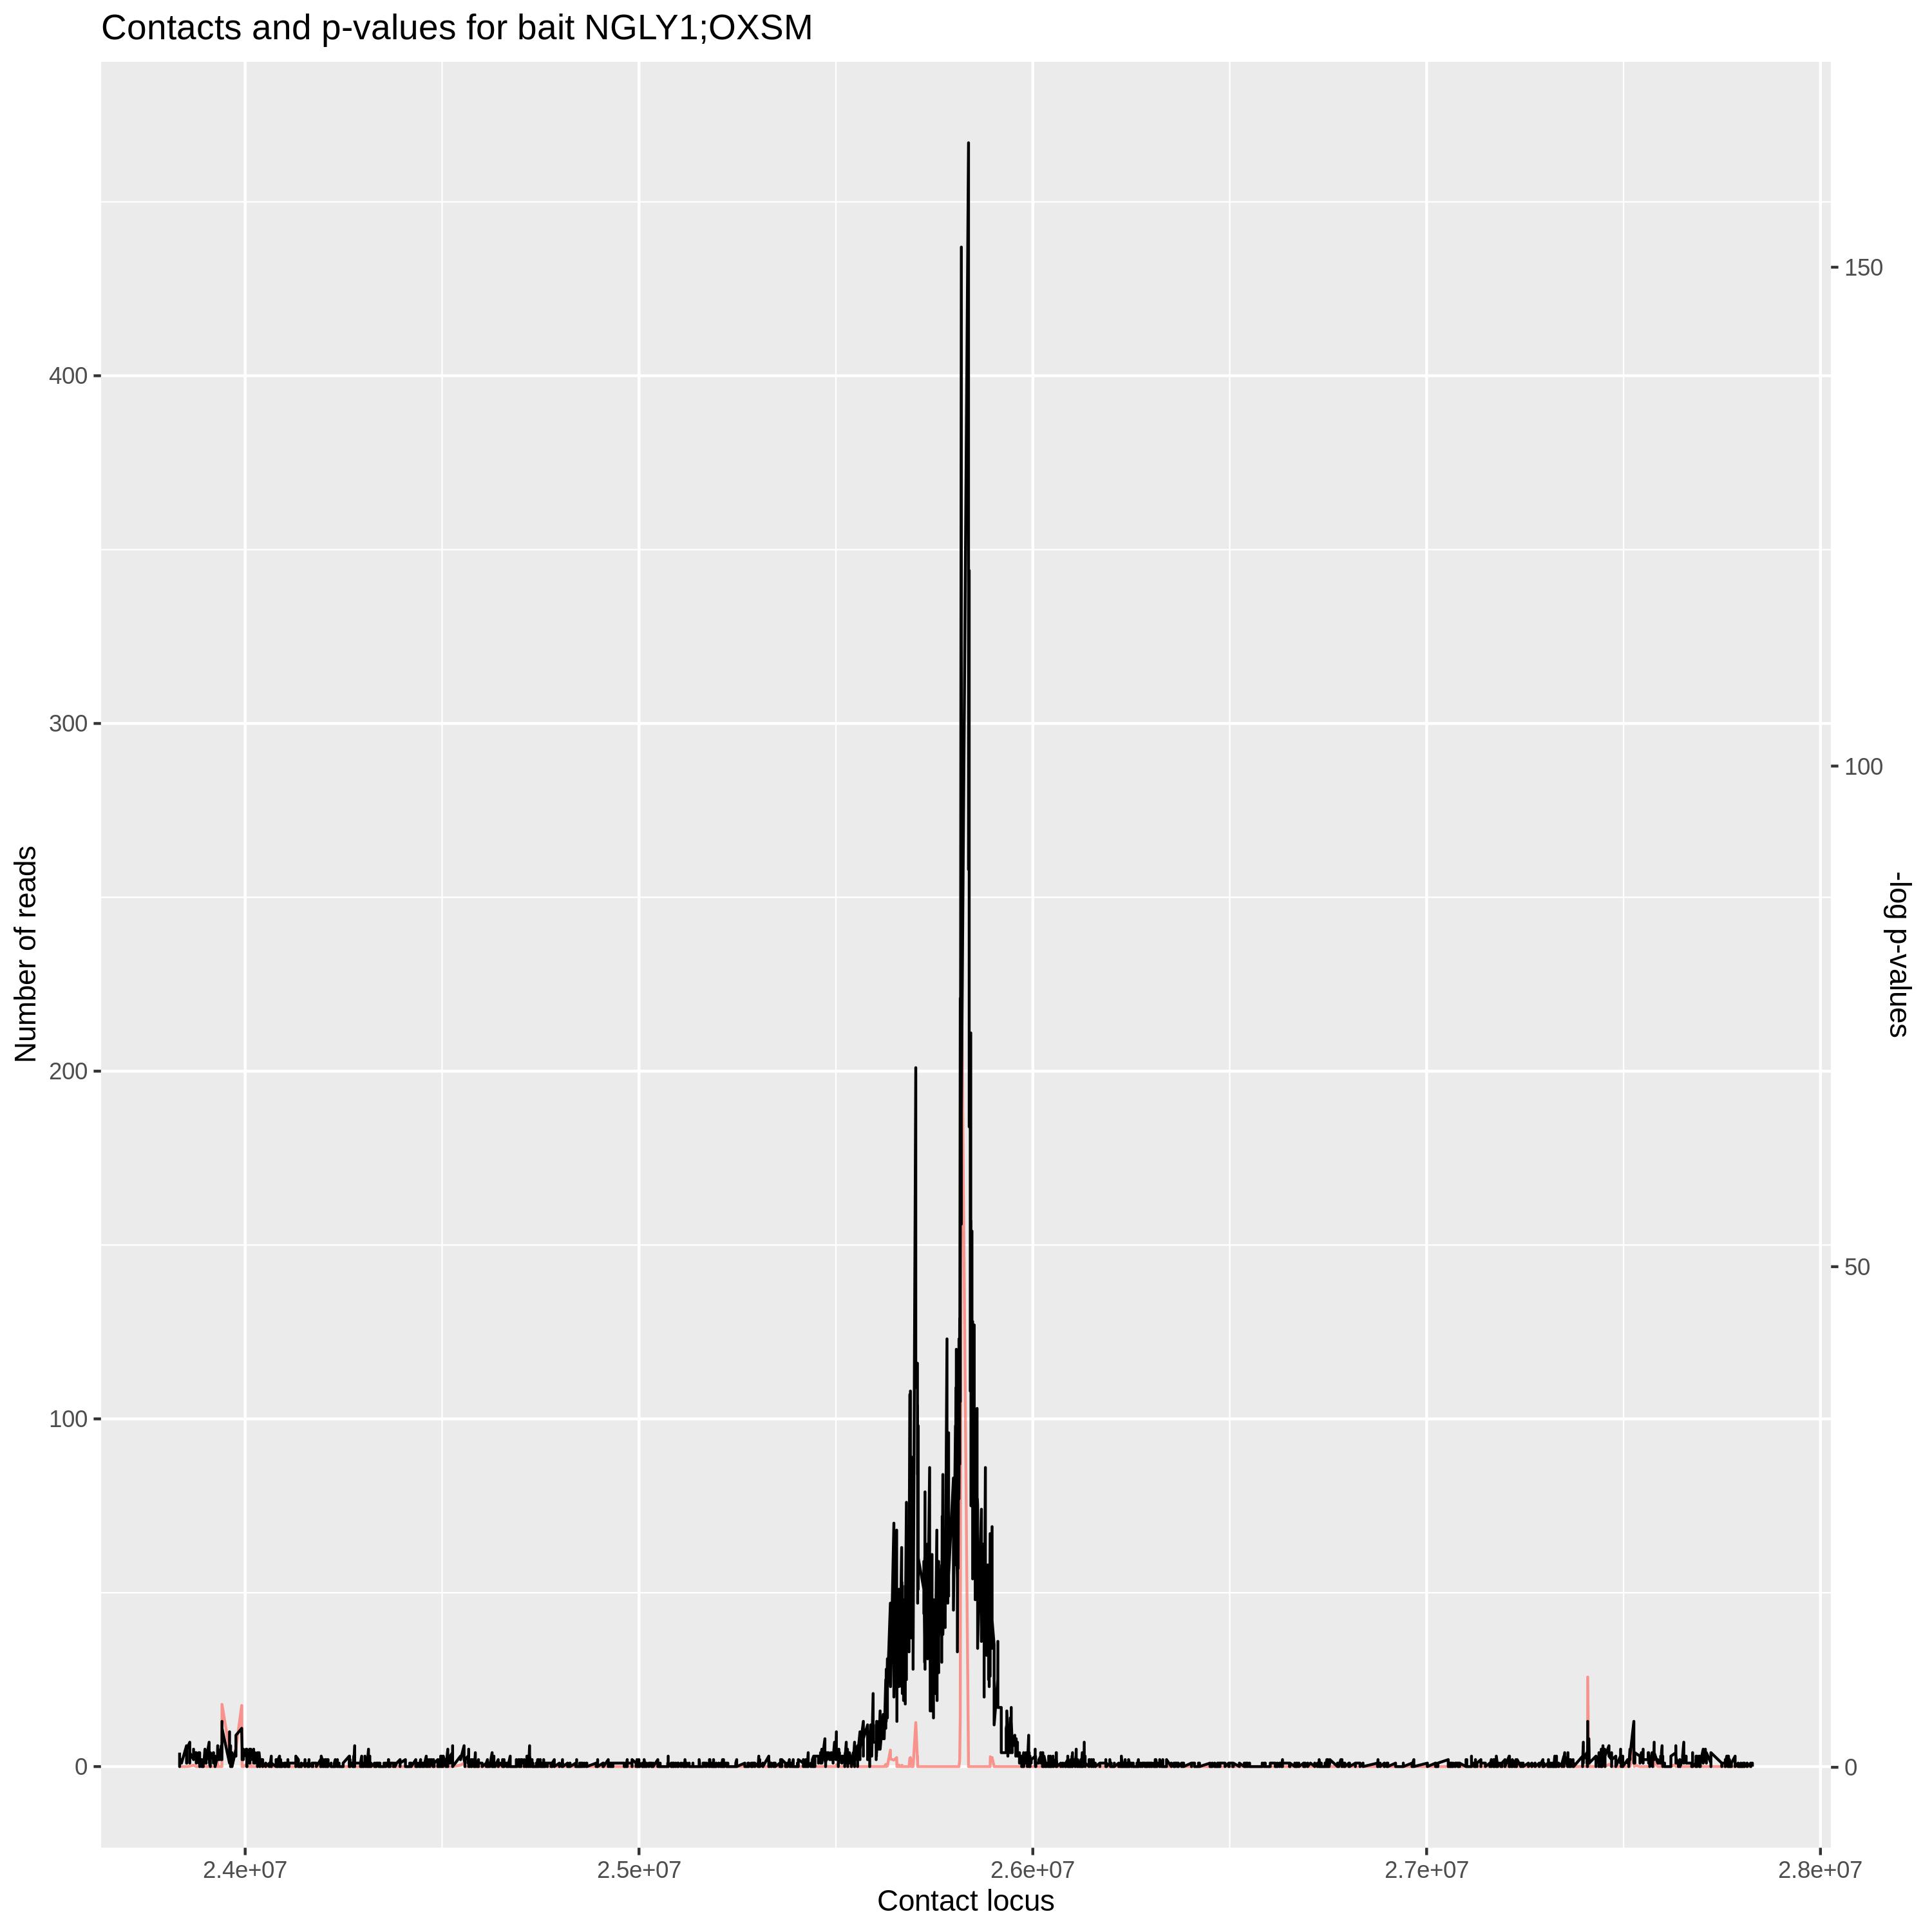 Contacts and p-values for bait NGLY1;OXSM
Number of reads
400
300
200
100
0
150
100
50
0
-log p-values
2.4e+07
2.5e+07
2.6e+07
2.7e+07
2.8e+07
Contact locus